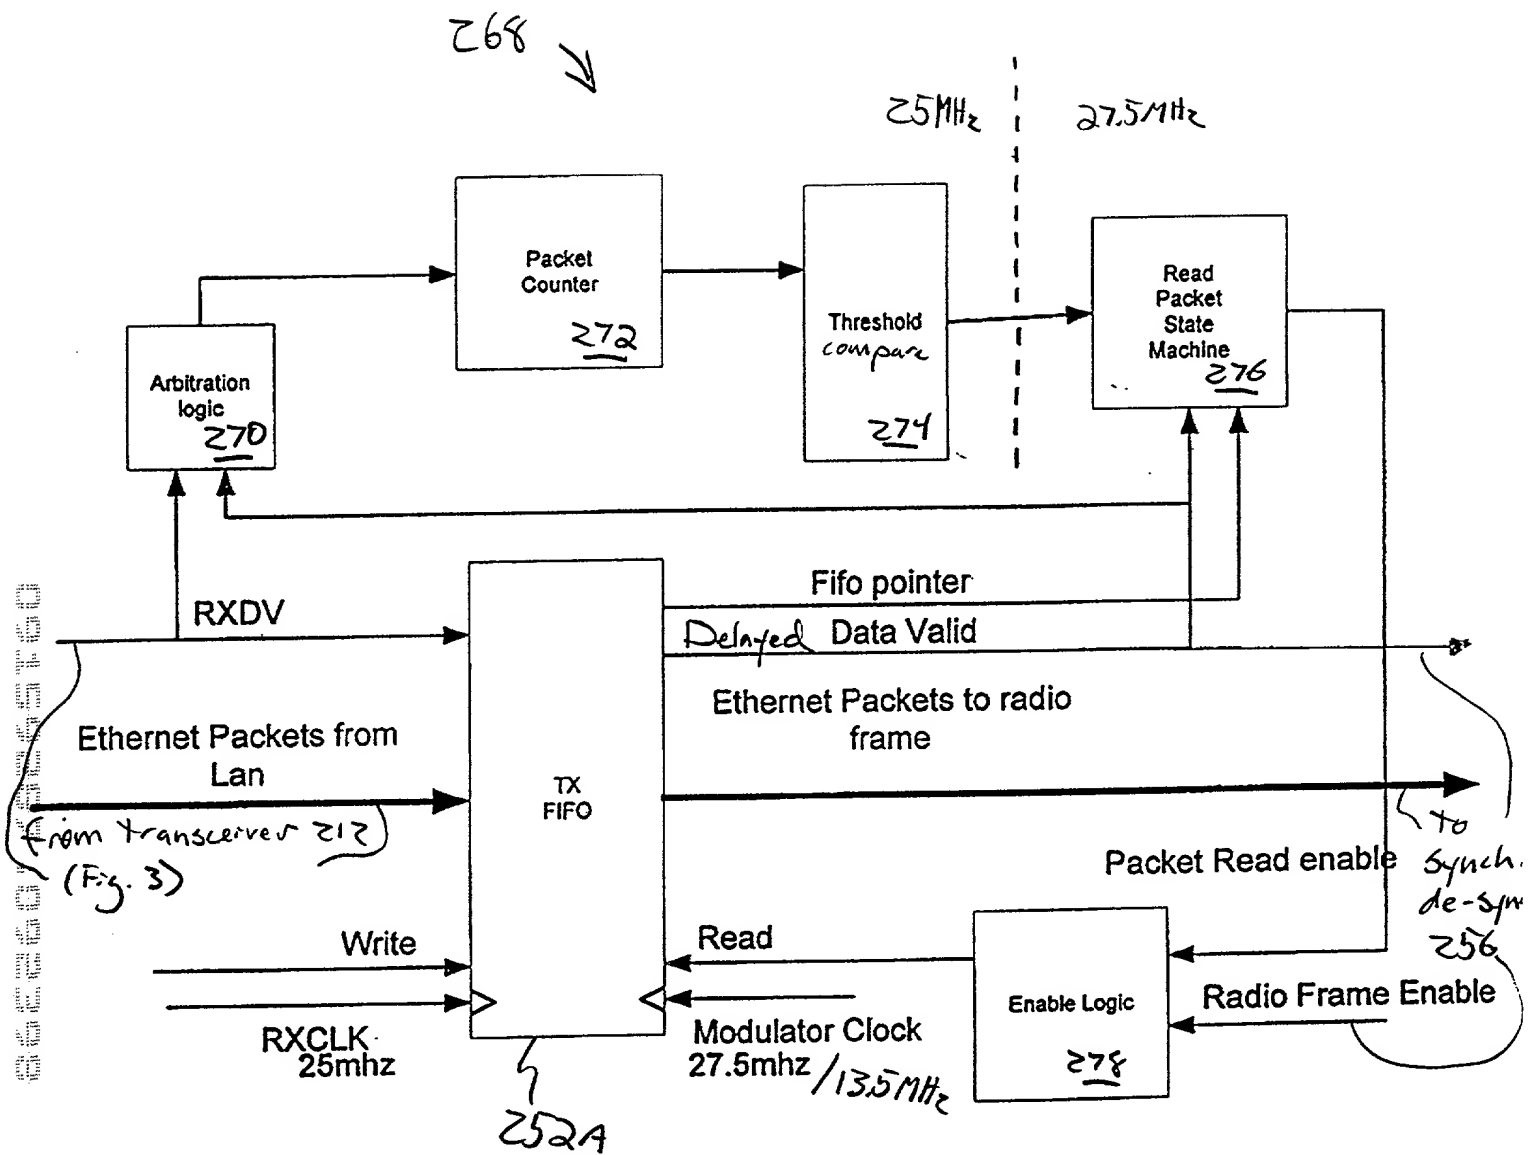 268
25MHz
27.5MHz
Packet
Counter
272
Threshold
compare
274
Read
Packet
State
Machine
276
Arbitration
logic
270
RXDV
Fifo pointer
Delayed Data Valid
Ethernet Packets from
Lan
from transceiver 212
(Fig. 3)
Ethernet Packets to radio
frame
TX
FIFO
to
synch.
de-syn
256
Packet Read enable
Write
Read
RXCLK
25mhz
Modulator Clock
27.5mhz /13.5MHz
Enable Logic
278
Radio Frame Enable
252A